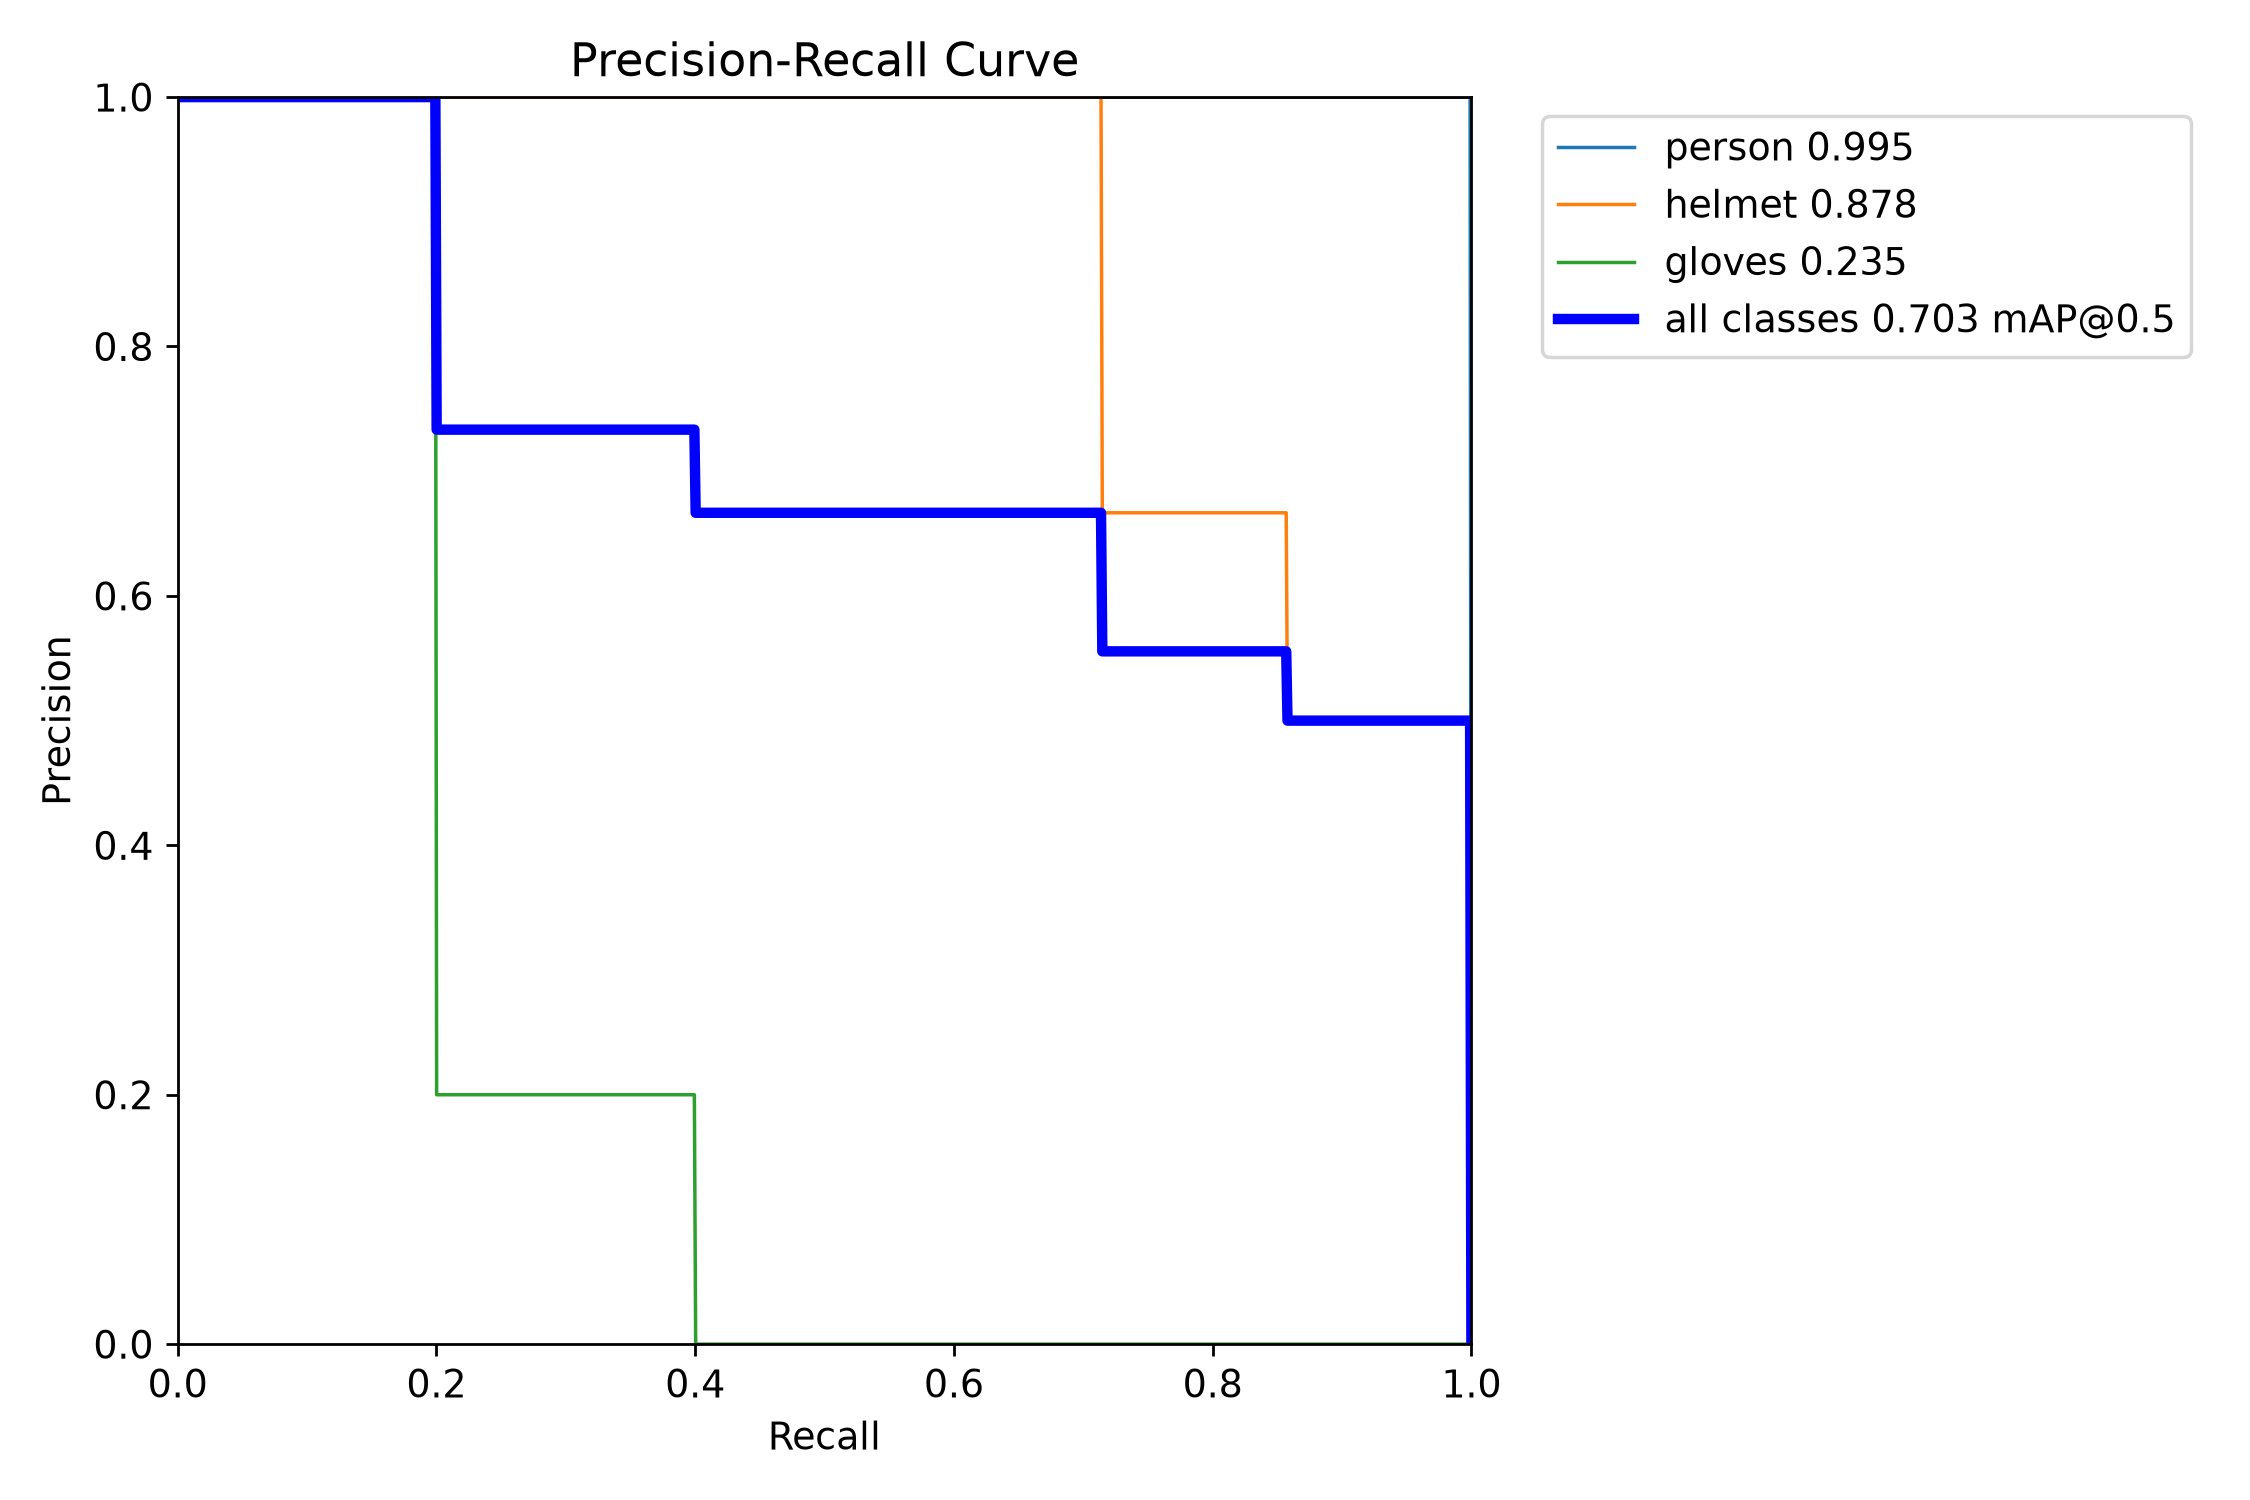 Precision-Recall Curve
1.0
0.8
0.6
0.4
0.2
0.0
Precision
0.0 0.2 0.4 0.6 0.8 1.0
Recall
person 0.995
helmet 0.878
gloves 0.235
all classes 0.703 mAP@0.5